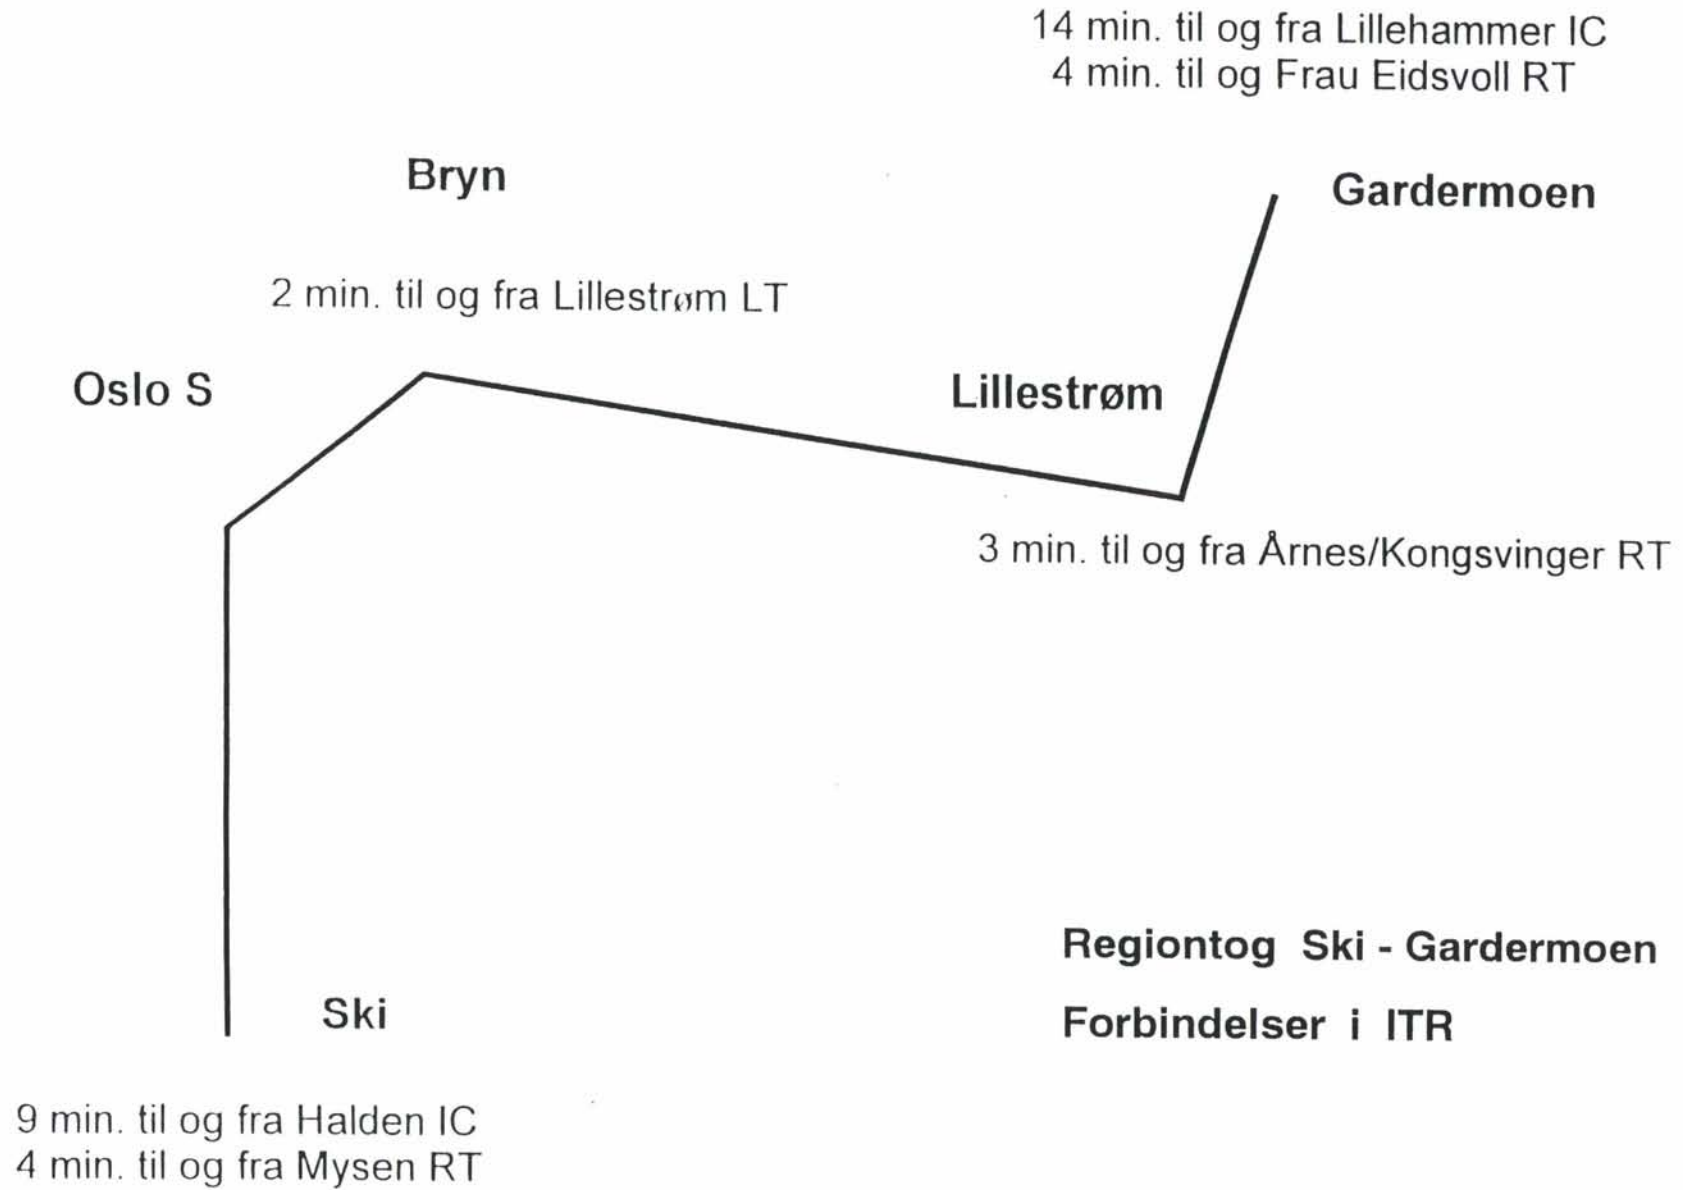 14 min. til og fra Lillehammer IC
4 min. til og Frau Eidsvoll RT
Bryn
Gardermoen
2 min. til og fra Lillestrøm LT
Oslo S
Lillestrøm
3 min. til og fra Årnes/Kongsvinger RT
Regiontog Ski - Gardermoen
Ski
Forbindelser i ITR
9 min. til og fra Halden IC
4 min. til og fra Mysen RT